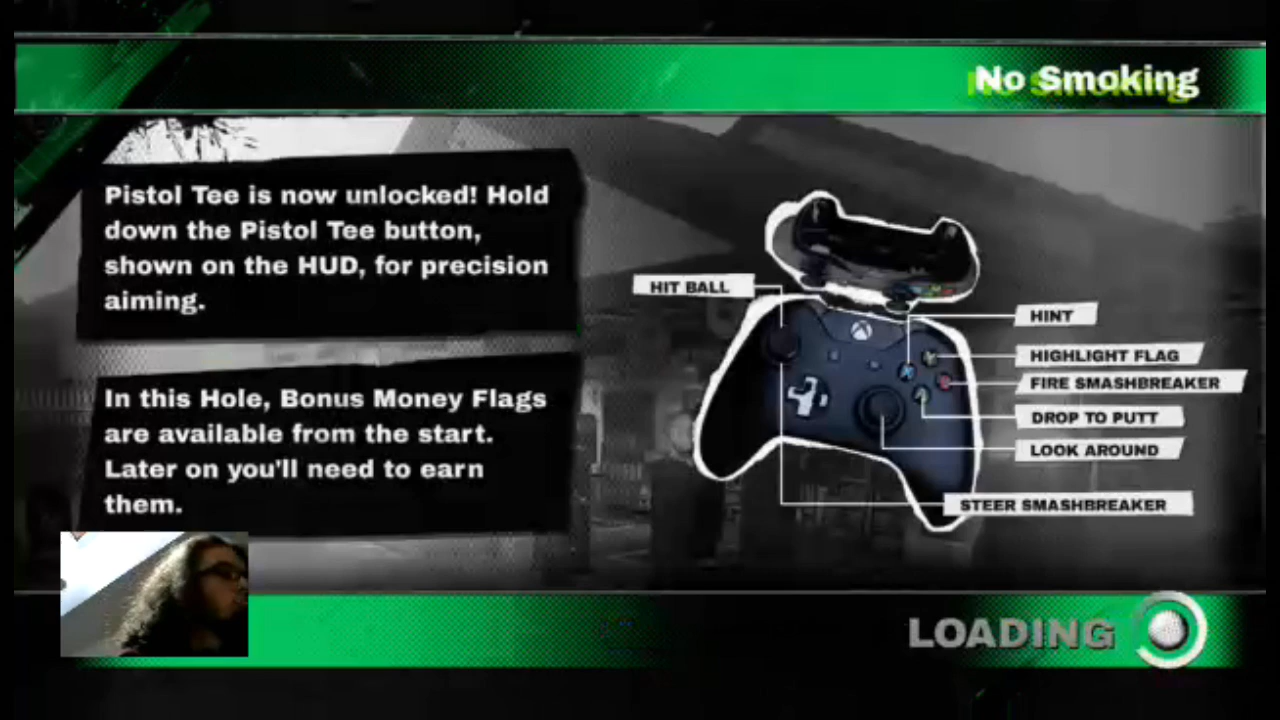 No Smoking
Pistol Tee is now unlocked! Hold
down the Pistol Tee button,
shown on the HUD, for precision
aiming.
In this Hole, Bonus Money Flags
are available from the start.
Later on you'll need to earn
them.
HIT BALL
HINT
HIGHLIGHT FLAG
FIRE SMASHBREAKER
DROP TO PUTT
LOOK AROUND
STEER SMASHBREAKER
LOADING